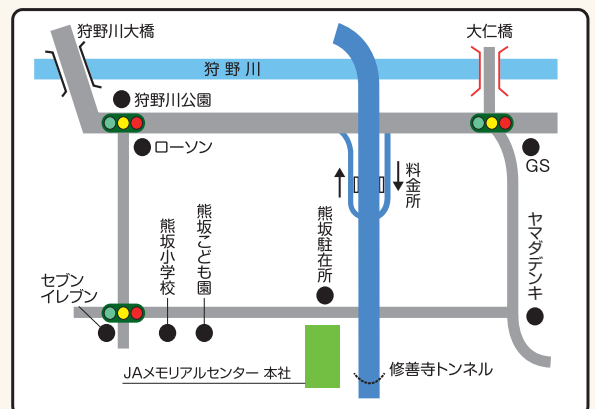 狩野川大橋
大仁橋
狩野川
狩野川公園
ローソン
GS
料金所
熊坂こども園
熊坂駐在所
熊坂小学校
ヤマダデンキ
セブン
イレブン
JAメモリアルセンター 本社
修善寺トンネル